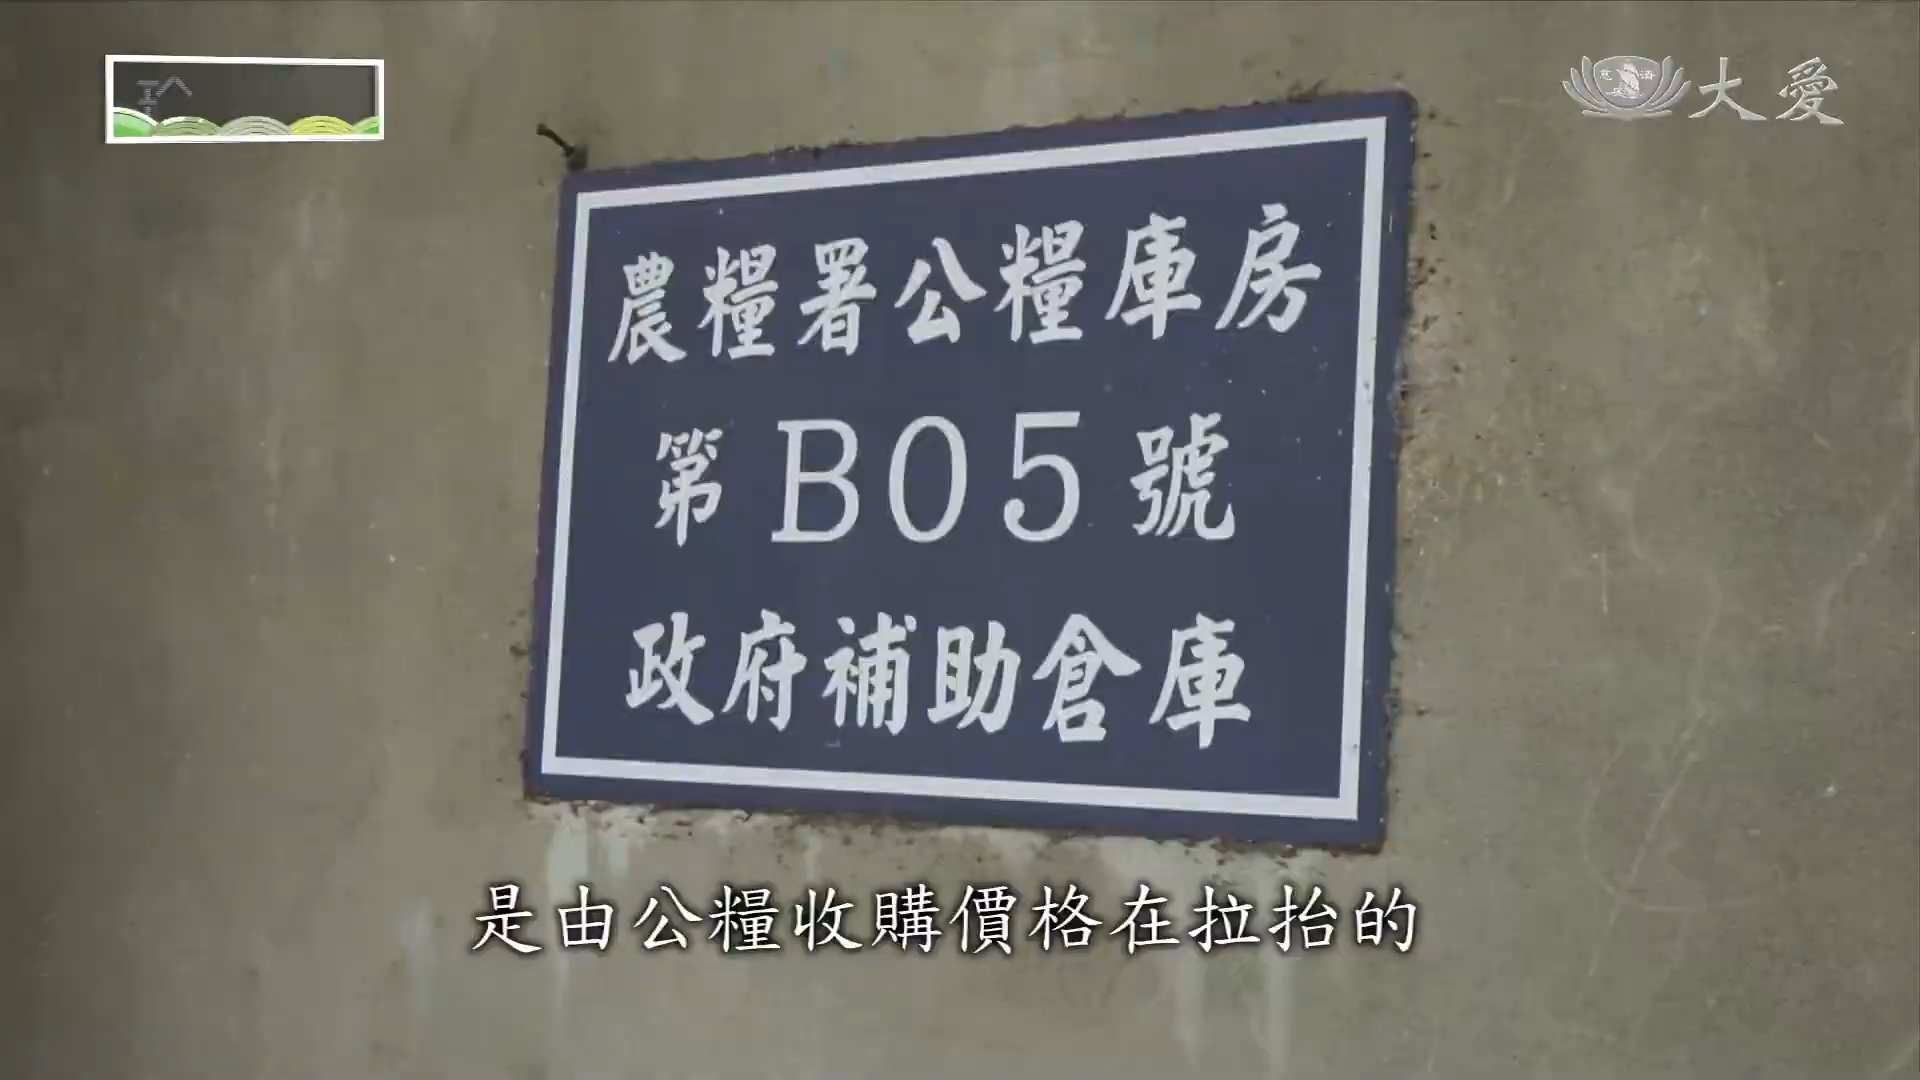 大愛
農糧署公糧庫房
第B05號
政府補助倉庫
是由公糧收購價格在拉抬的